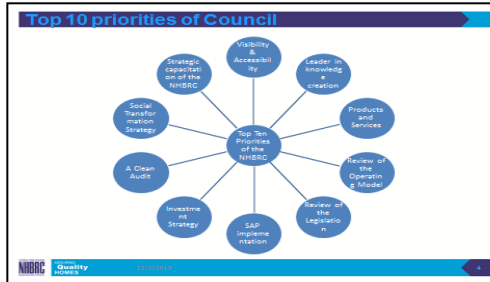 Top 10 priorities of Council
Visibility
&
Accessibil
ity
Leader in
knowledg
e
creation
Products
and
Services
Review of
the
Operatin
g Model
Review of
the
Legislatio
n
SAP
impleme
ntation
Investme
nt
Strategy
A Clean
Audit
Social
Transfor
mation
Strategy
Strategic
capacitati
on of the
NHBRC
Top Ten
Priorities
of the
NHBRC
NHBRC
Quality
HOMES
4